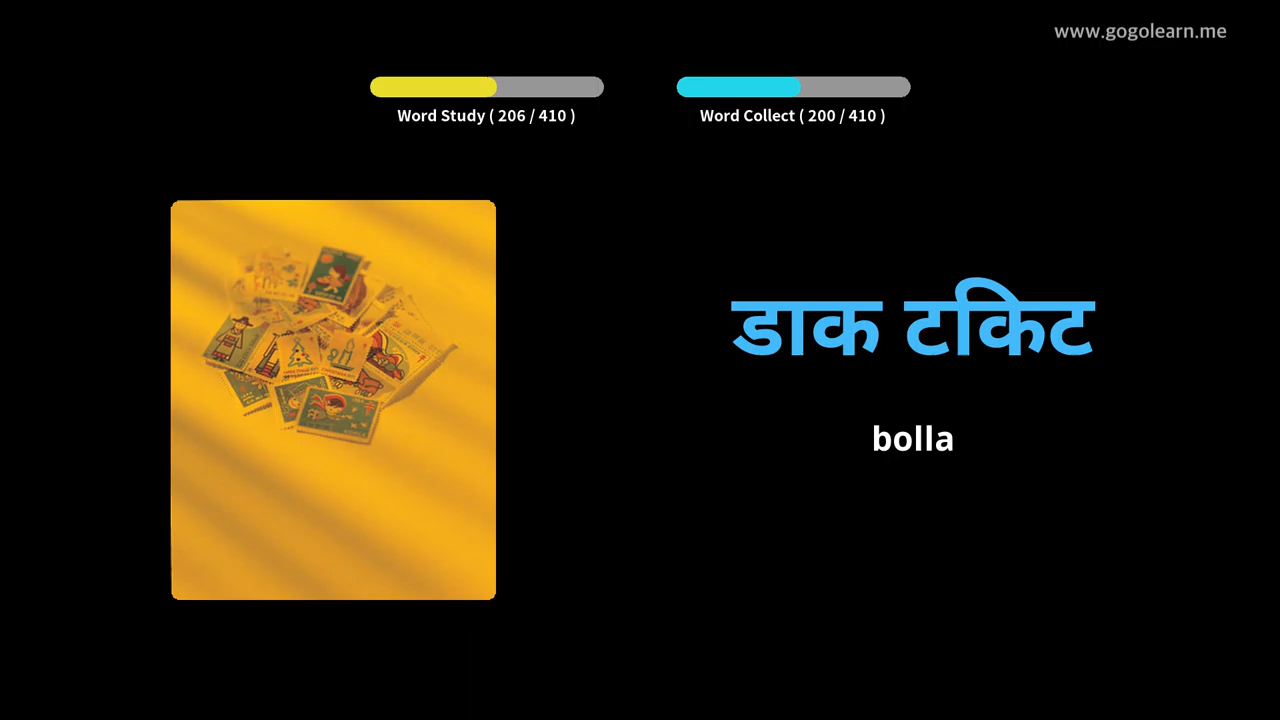 www.gogolearn.me
Word Study ( 206 / 410 )
Word Collect ( 200 / 410 )
डाक टकिट
bolla